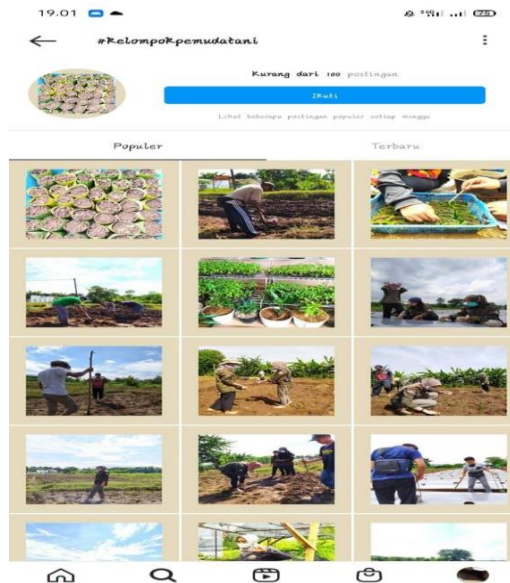 19.01
#Kelompokpemudatani
Kurang dari 100 postingan
Ikuti
Lihat beberapa postingan populer setiap minggu
Populer
Terbaru